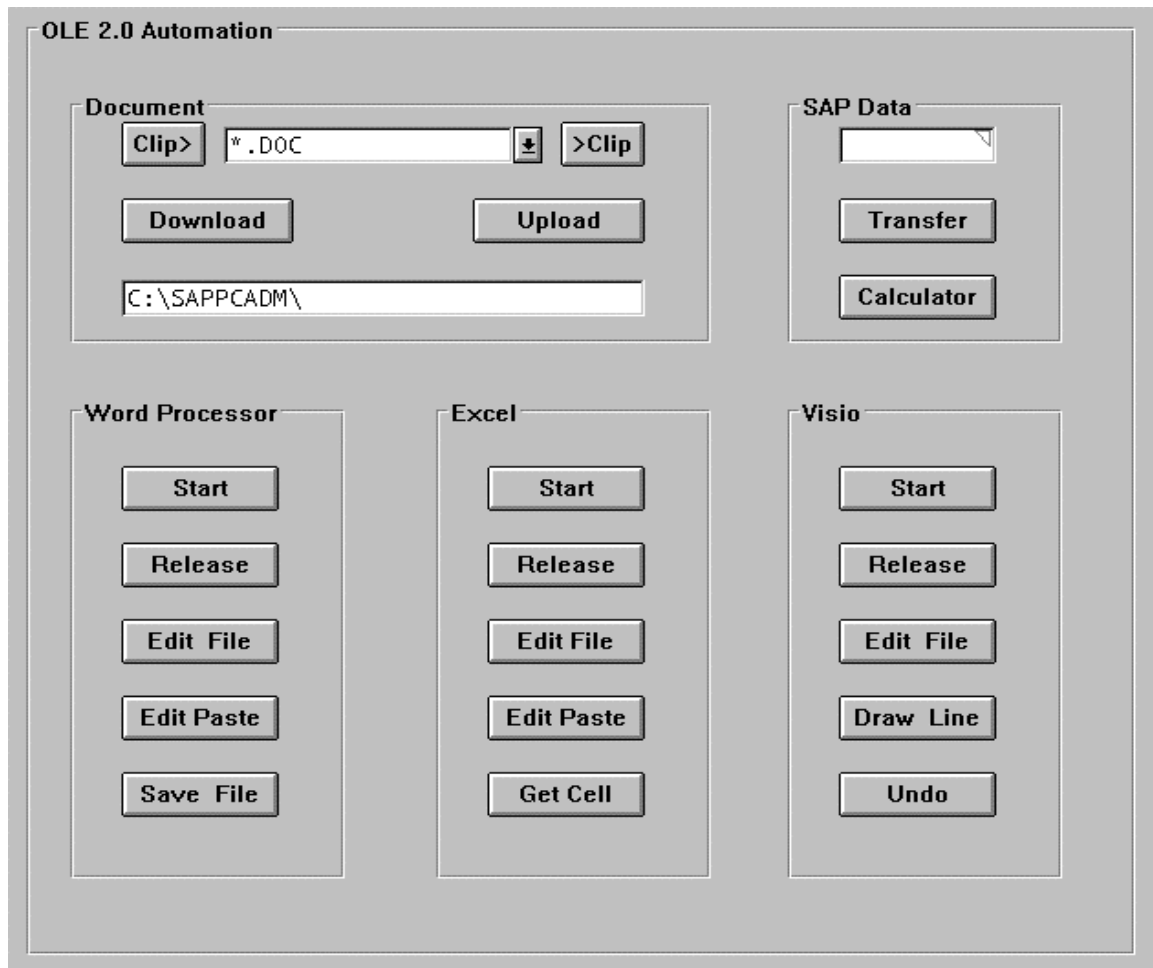 OLE 2.0 Automation
Document
SAP Data
Clip> *.DOC >Clip
Download Upload Transfer
C:\SAPPCADM\ Calculator
Word Processor Excel Visio
Start Start Start
Release Release Release
Edit File Edit File Edit File
Edit Paste Edit Paste Draw Line
Save File Get Cell Undo